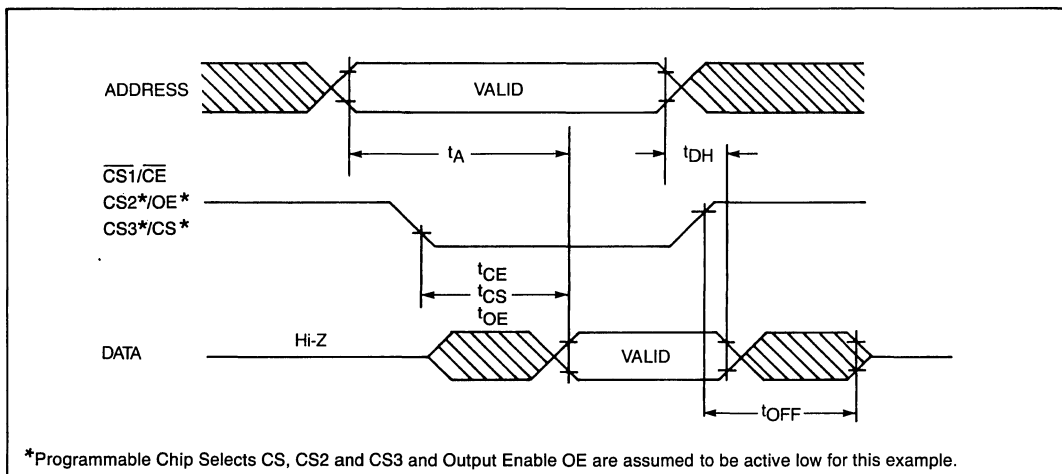 ADDRESS
VALID
tA
tDH
CS1/CE
CS2*/OE*
CS3*/CS*
tCE
tCS
tOE
Hi-Z
DATA
VALID
tOFF
*Programmable Chip Selects CS, CS2 and CS3 and Output Enable OE are assumed to be active low for this example.